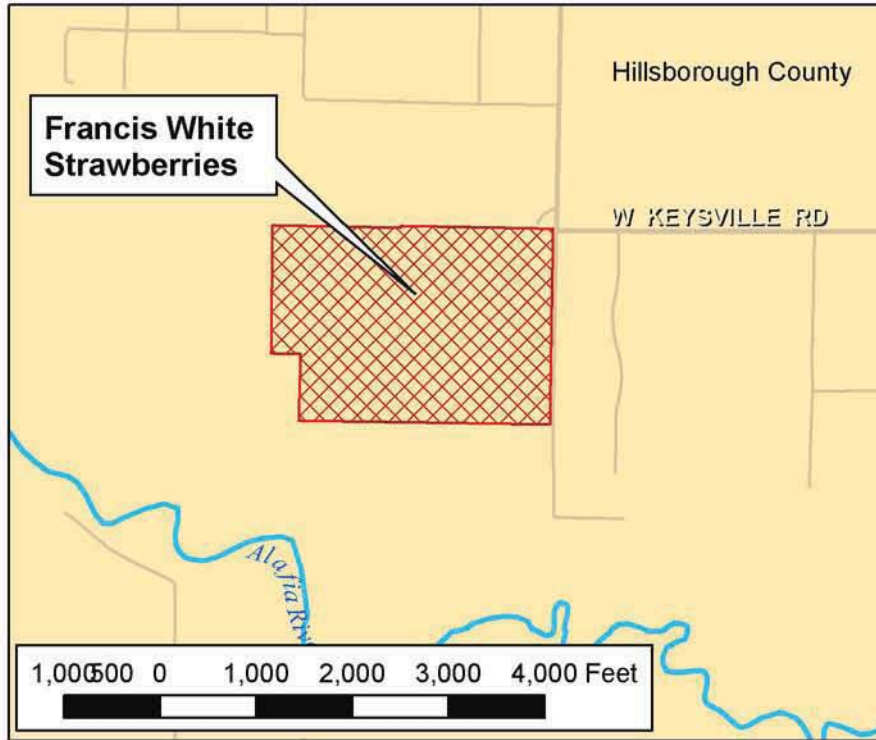 Hillsborough County
Francis White
Strawberries
W KEYSVILLE RD
Alafia
1,000 500 0 1,000 2,000 3,000 4,000 Feet